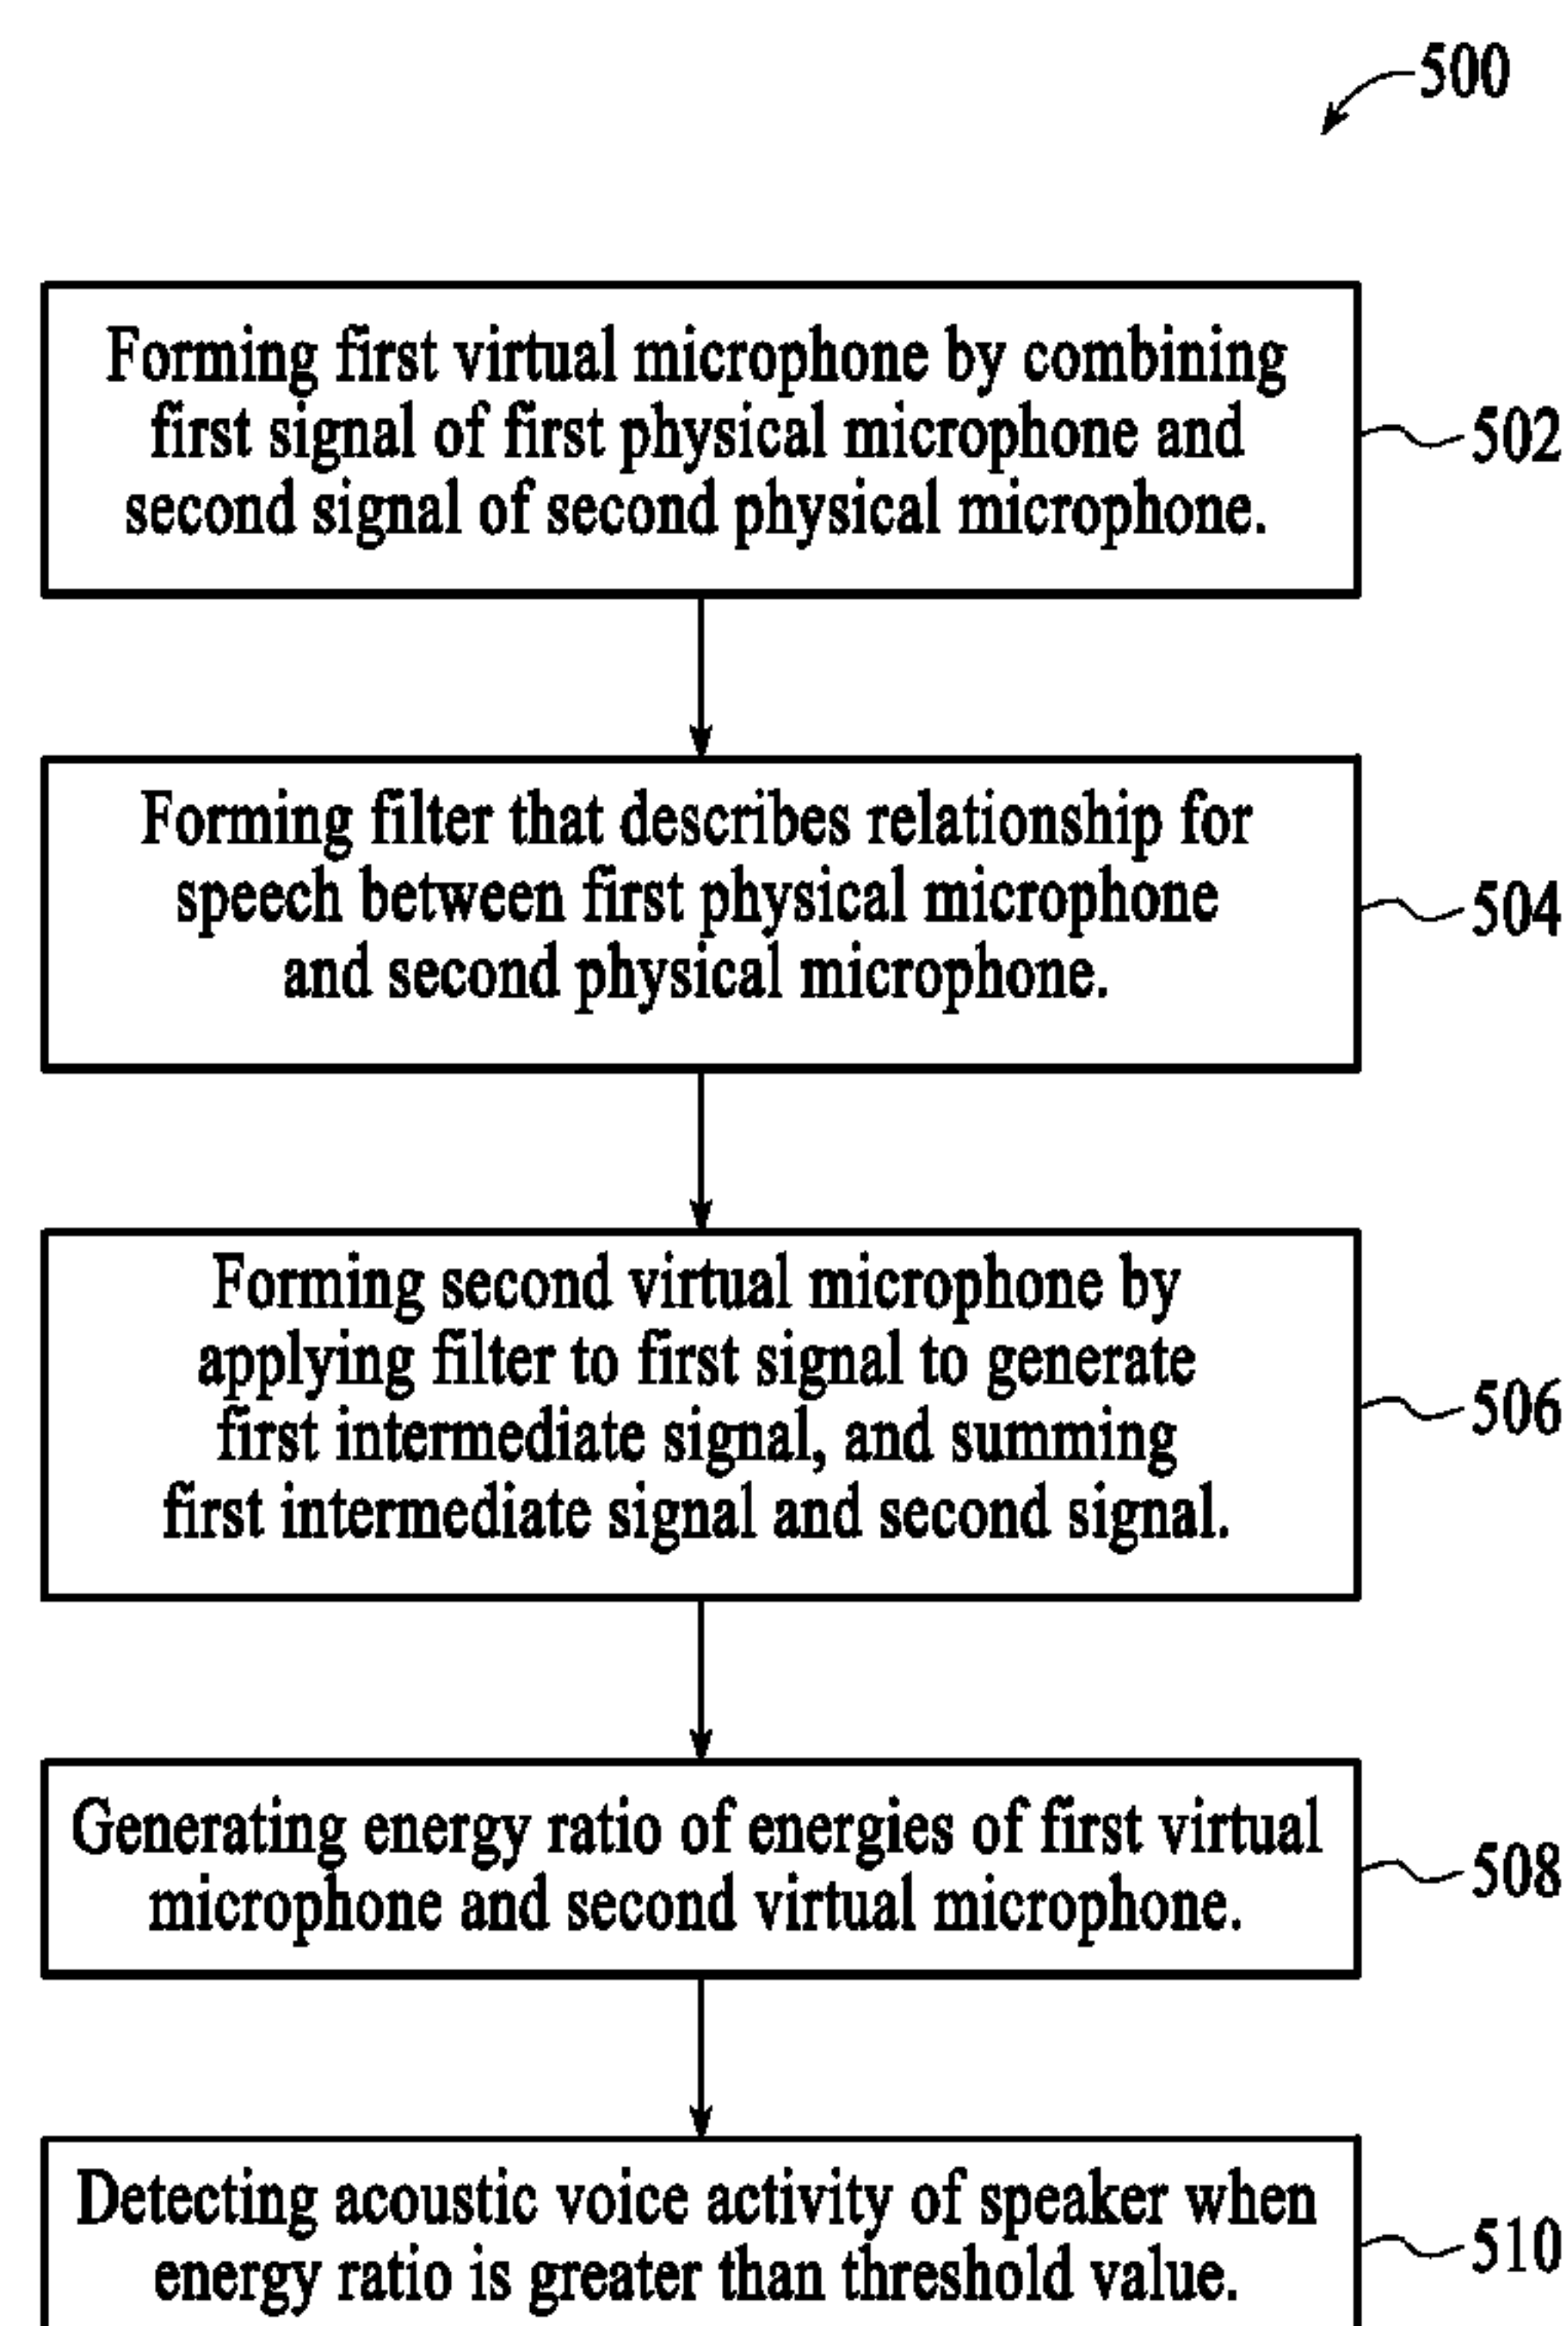 500
Forming first virtual microphone by combining
first signal of first physical microphone and
second signal of second physical microphone.
502
Forming filter that describes relationship for
speech between first physical microphone
and second physical microphone.
504
Forming second virtual microphone by
applying filter to first signal to generate
first intermediate signal, and summing
first intermediate signal and second signal.
506
Generating energy ratio of energies of first virtual
microphone and second virtual microphone.
508
Detecting acoustic voice activity of speaker when
energy ratio is greater than threshold value.
510